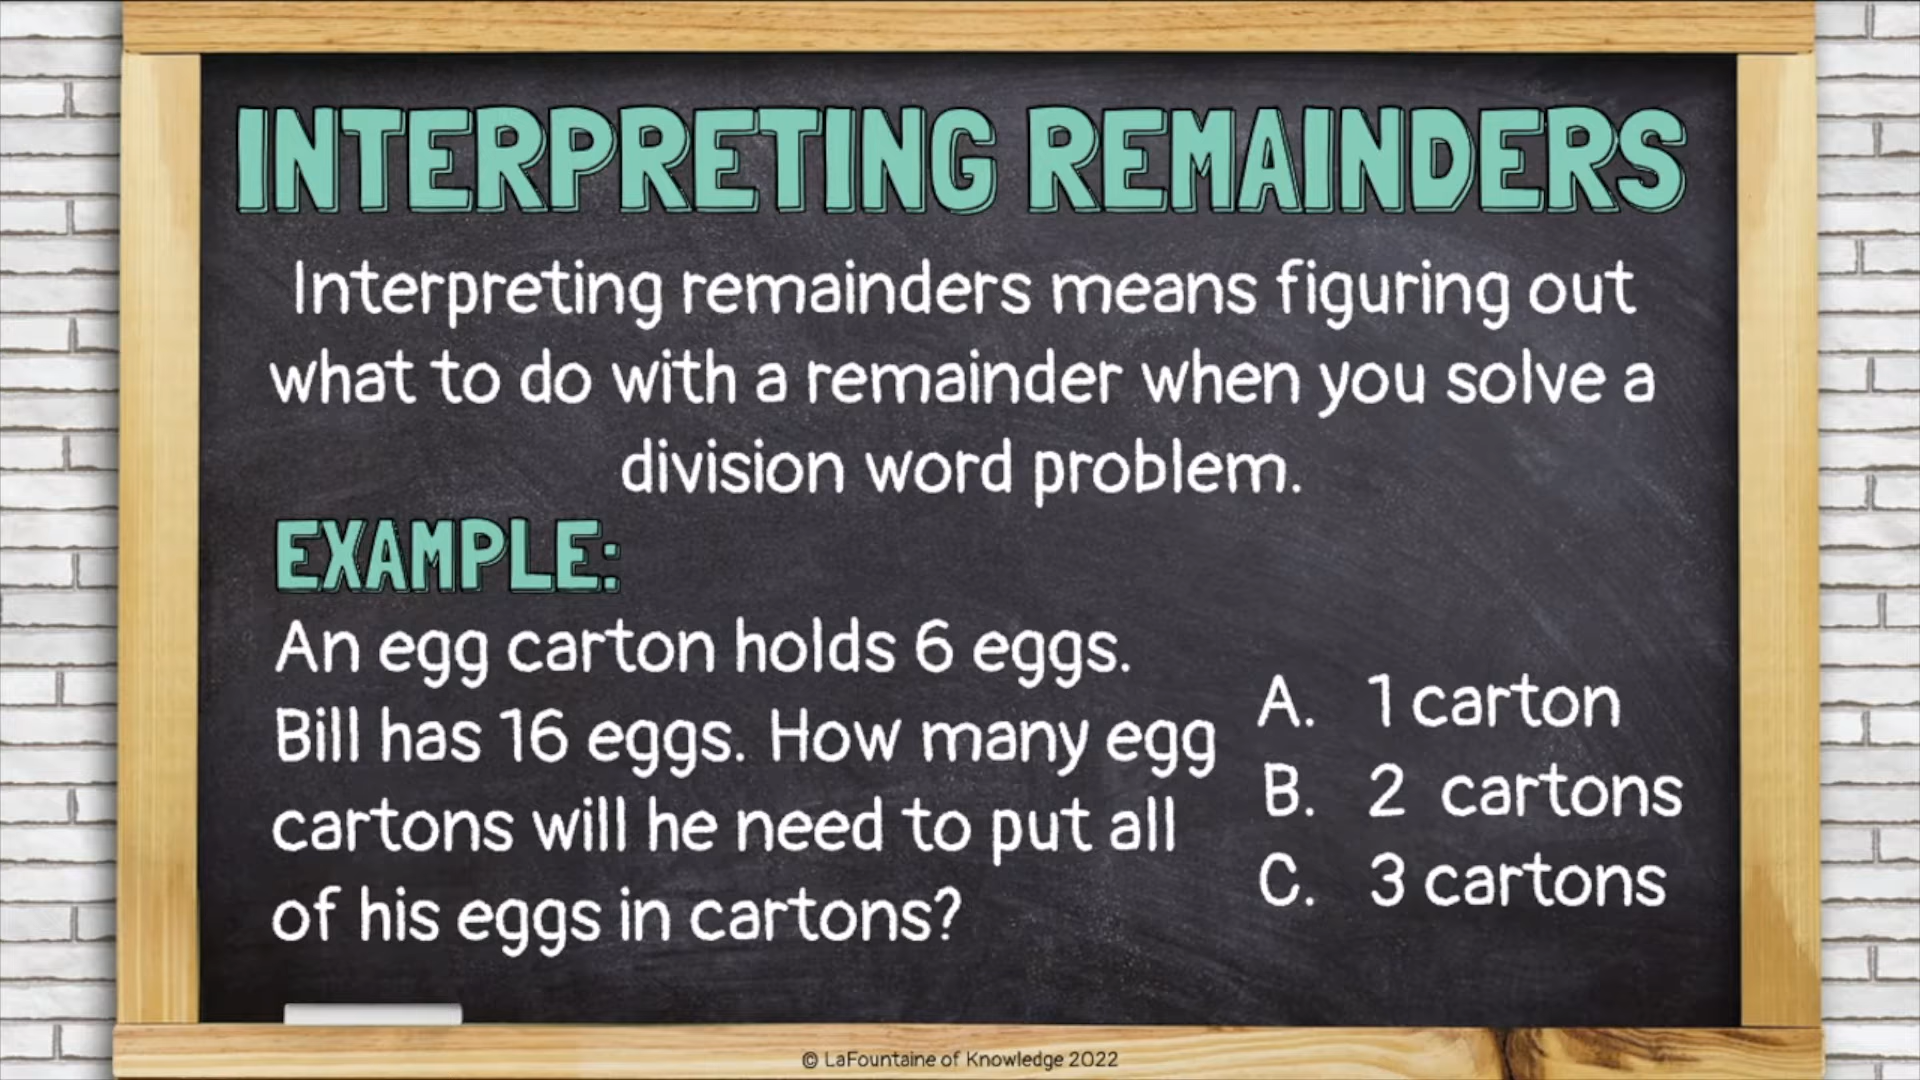 INTERPRETING REMAINDERS
Interpreting remainders means figuring out
what to do with a remainder when you solve a
division word problem.
EXAMPLE:
An egg carton holds 6 eggs.
Bill has 16 eggs. How many egg
cartons will he need to put all
of his eggs in cartons?
A. 1 carton
B. 2 cartons
C. 3 cartons
© LaFountaine of Knowledge 2022